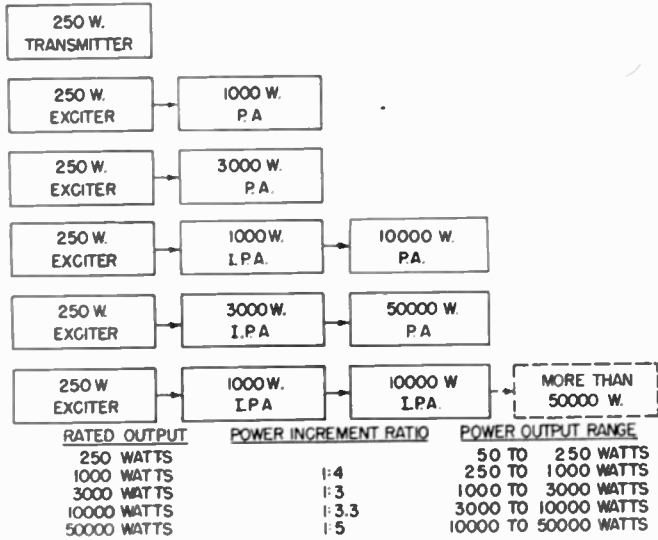 250 W.
TRANSMITTER
250 W.
EXCITER
1000 W.
P.A
250 W.
EXCITER
3000 W.
P.A.
250 W.
EXCITER
1000 W.
I.P.A.
10000 W.
P.A.
250 W.
EXCITER
3000 W.
I.P.A
50000 W.
P.A
250 W
EXCITER
1000 W.
I.P.A
10000 W
I.P.A.
MORE THAN
50000 W.
RATED OUTPUT POWER INCREMENT RATIO POWER OUTPUT RANGE
250 WATTS 50 TO 250 WATTS
1000 WATTS 1:4 250 TO 1000 WATTS
3000 WATTS 1:3 1000 TO 3000 WATTS
10000 WATTS 1:3.3 3000 TO 10000 WATTS
50000 WATTS 1:5 10000 TO 50000 WATTS